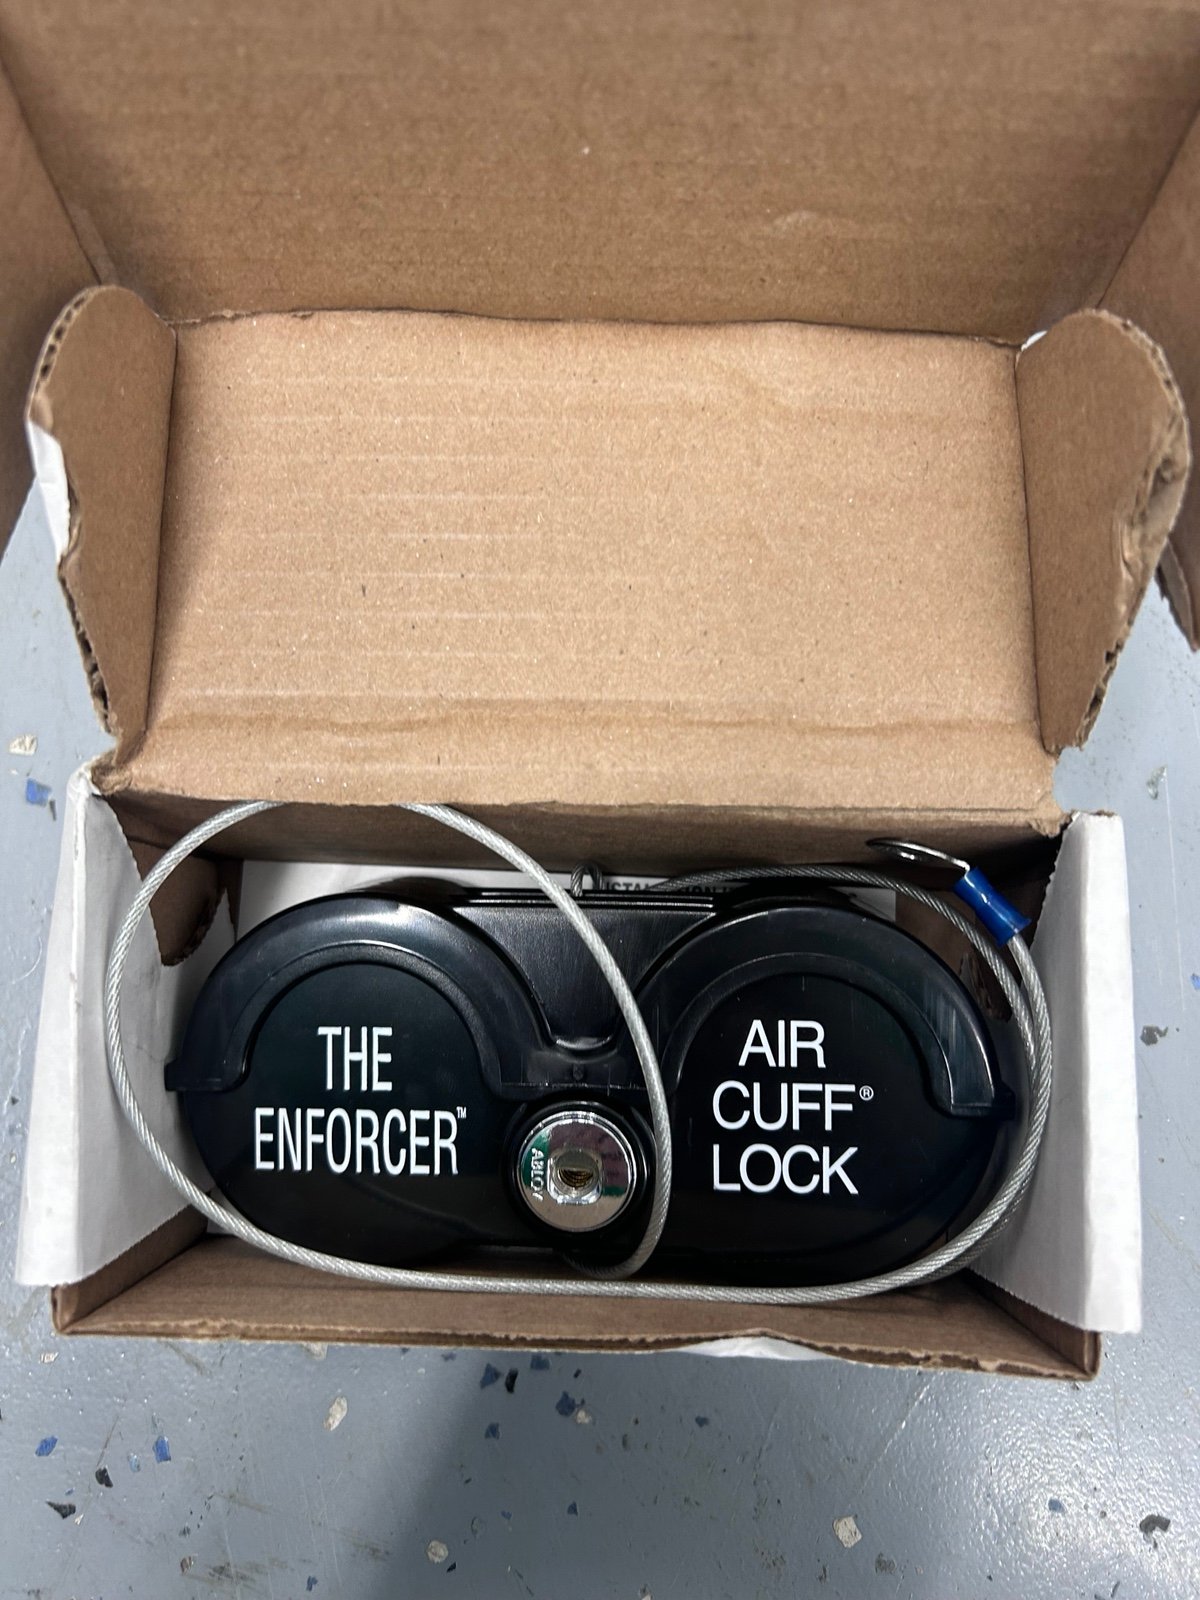 THE
ENFORCER™
AIR
CUFF®
LOCK
ABLOY